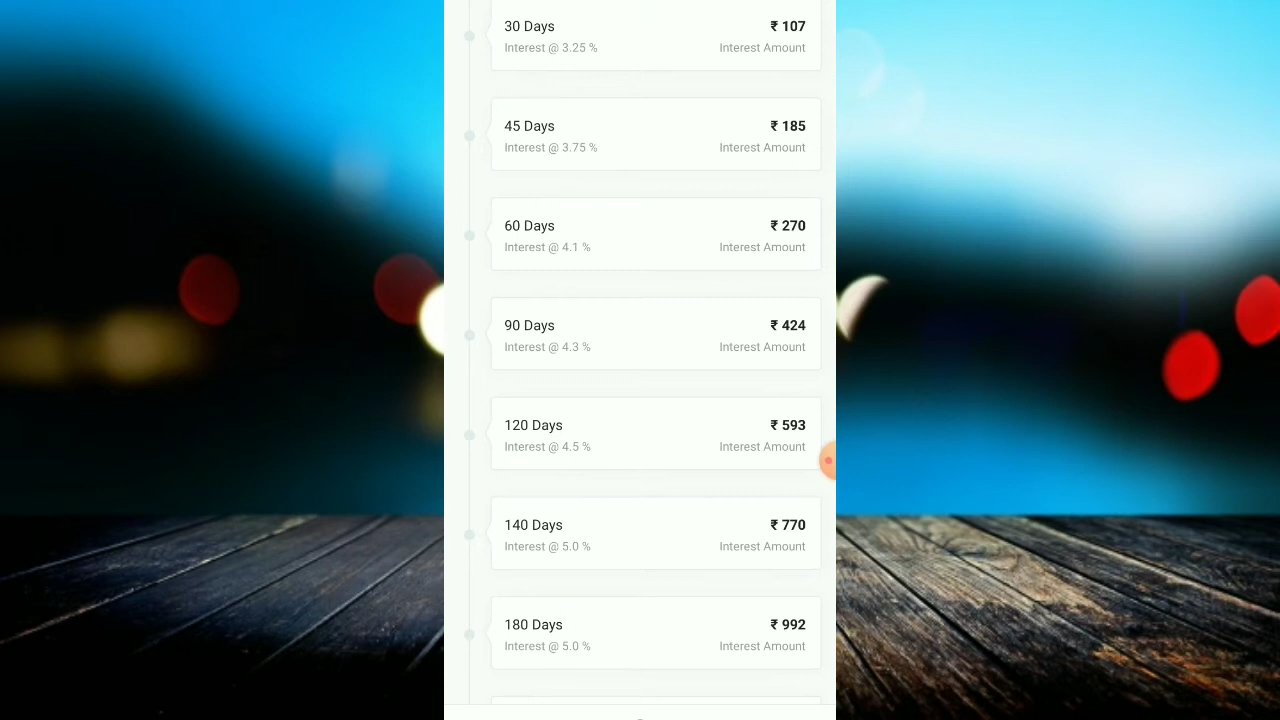 30 Days ₹ 107
Interest @ 3.25 % Interest Amount
45 Days ₹ 185
Interest @ 3.75 % Interest Amount
60 Days ₹ 270
Interest @ 4.1 % Interest Amount
90 Days ₹ 424
Interest @ 4.3 % Interest Amount
120 Days ₹ 593
Interest @ 4.5 % Interest Amount
140 Days ₹ 770
Interest @ 5.0 % Interest Amount
180 Days ₹ 992
Interest @ 5.0 % Interest Amount